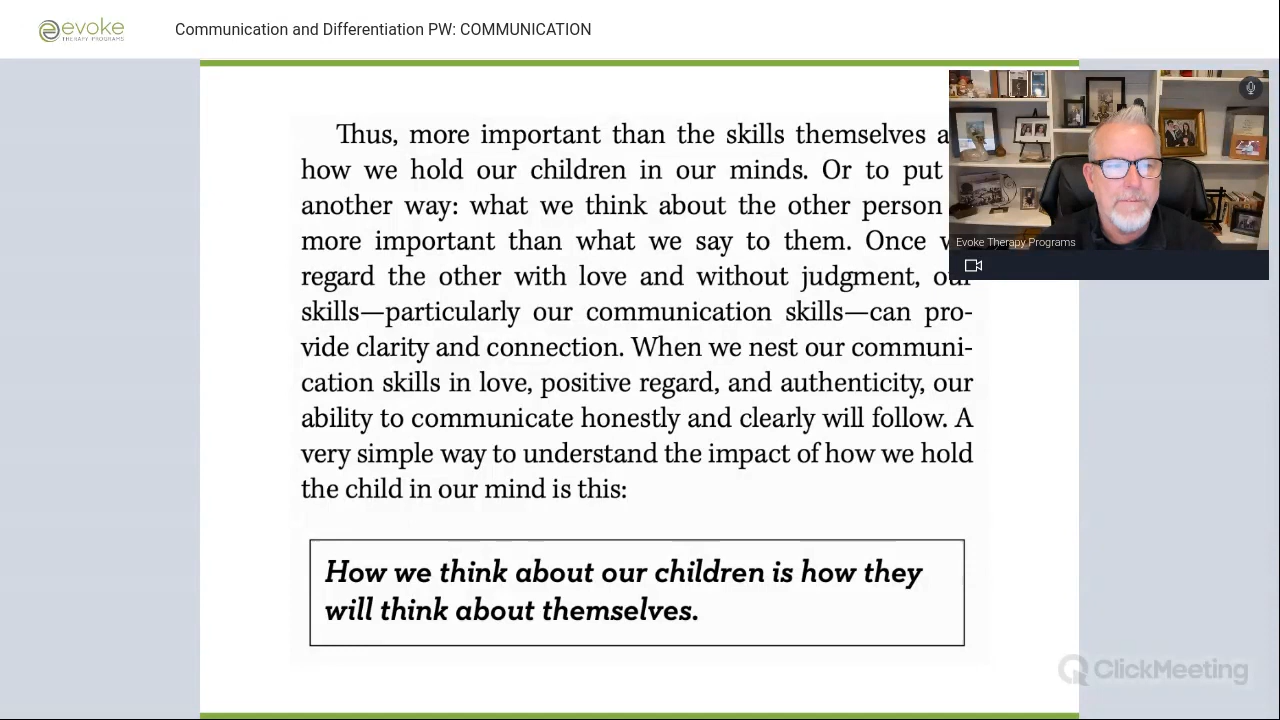 evoke
THERAPY PROGRAMS
Communication and Differentiation PW: COMMUNICATION
Thus, more important than the skills themselves a
how we hold our children in our minds. Or to put
another way: what we think about the other person
more important than what we say to them. Once
regard the other with love and without judgment, our
skills—particularly our communication skills—can pro-
vide clarity and connection. When we nest our communi-
cation skills in love, positive regard, and authenticity, our
ability to communicate honestly and clearly will follow. A
very simple way to understand the impact of how we hold
the child in our mind is this:
How we think about our children is how they
will think about themselves.
Evoke Therapy Programs
ClickMeeting